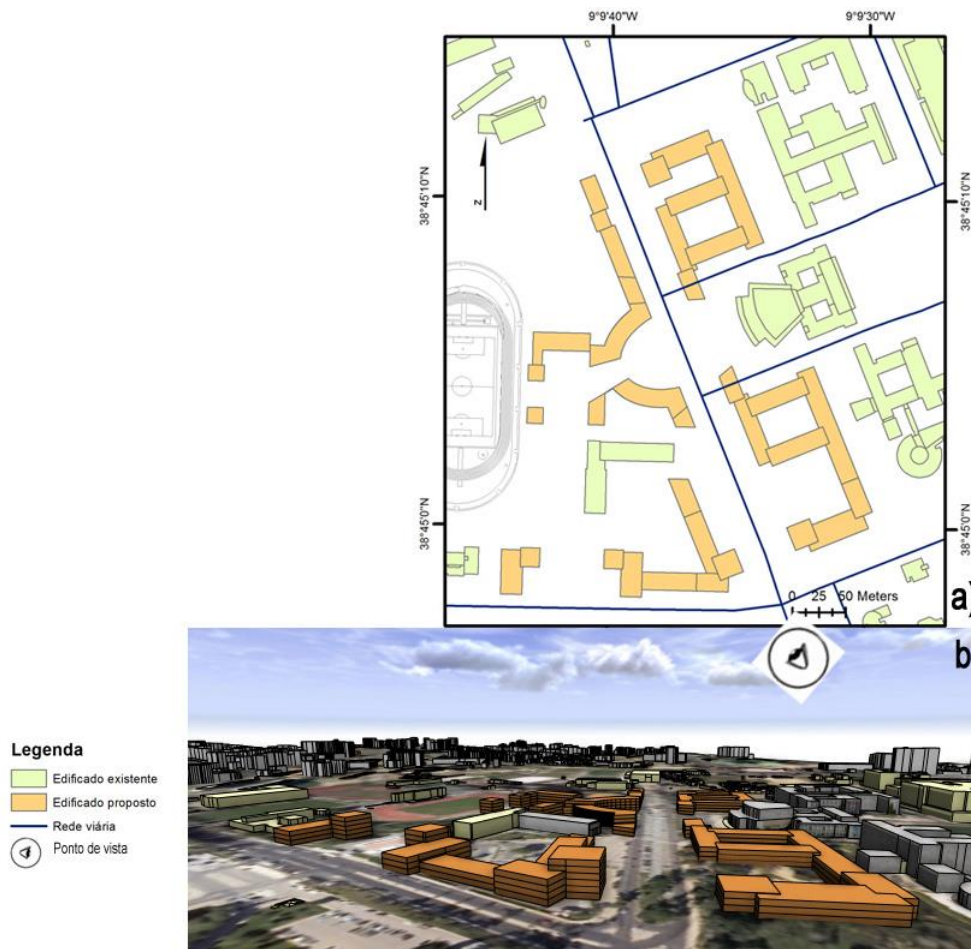 9°9'40"W
9°9'30"W
38°45'10"N
38°45'10"N
z
38°45'0"N
38°45'0"N
0 25 50 Meters
a)
b
Legenda
Edificado existente
Edificado proposto
Rede viária
Ponto de vista